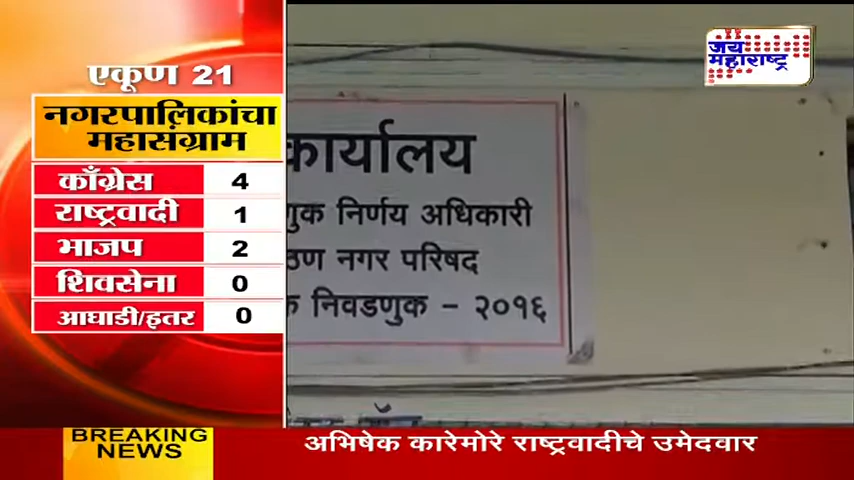 एकूण 21
नगरपालिकांचा
महासंग्राम
काँग्रेस 4
राष्ट्रवादी 1
भाजप 2
शिवसेना 0
आघाडी/इतर 0
जय
महाराष्ट्र
कार्यालय
णुक निर्णय अधिकारी
ठण नगर परिषद
क निवडणुक - २०१६
BREAKING
NEWS
अभिषेक कारेमोरे राष्ट्रवादीचे उमेदवार